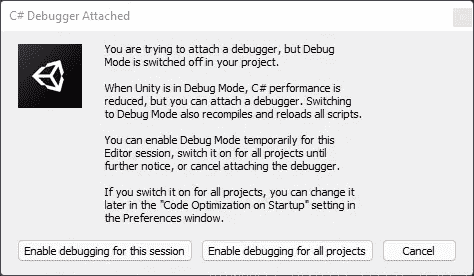 C# Debugger Attached
You are trying to attach a debugger, but Debug
Mode is switched off in your project.
When Unity is in Debug Mode, C# performance is
reduced, but you can attach a debugger. Switching
to Debug Mode also recompiles and reloads all scripts.
You can enable Debug Mode temporarily for this
Editor session, switch it on for all projects until
further notice, or cancel attaching the debugger.
If you switch it on for all projects, you can change it
later in the "Code Optimization on Startup" setting in
the Preferences window.
Enable debugging for this session
Enable debugging for all projects
Cancel